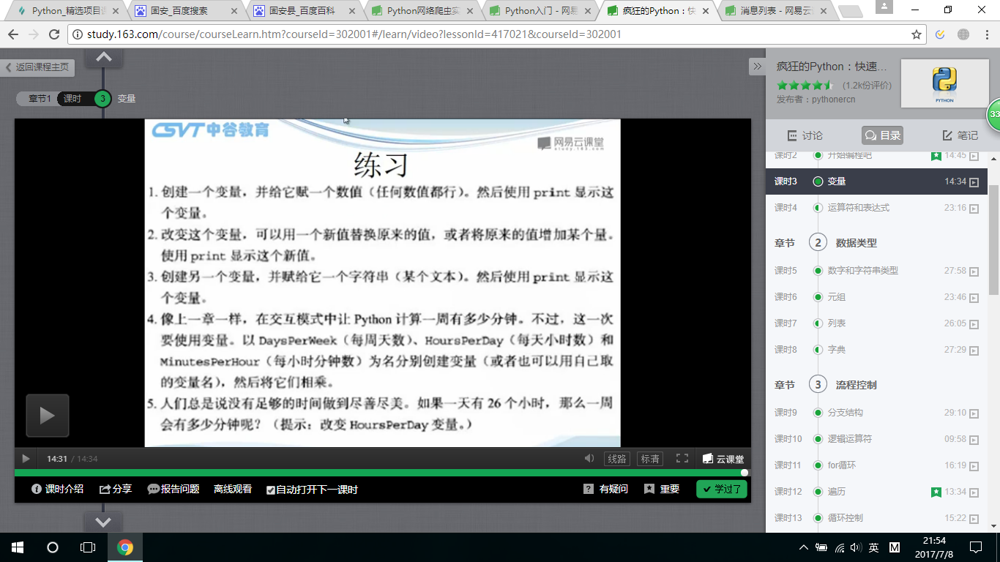 Python_精选项目课
固安_百度搜索
固安县_百度百科
Python网络爬虫实
Python入门 - 网易
疯狂的Python：快
消息列表 - 网易云
study.163.com/course/courseLearn.htm?courseId=302001#/learn/video?lessonId=417021&courseId=302001
返回课程主页
章节1 课时 3 变量
CSVT中谷教育
网易云课堂
study.163.com
练习
1. 创建一个变量，并给它赋一个数值（任何数值都行）。然后使用 print 显示这
个变量。
2. 改变这个变量，可以用一个新值替换原来的值，或者将原来的值增加某个量。
使用 print 显示这个新值。
3. 创建另一个变量，并赋给它一个字符串（某个文本）。然后使用 print 显示这
个变量。
4. 像上一章一样，在交互模式中让 Python 计算一周有多少分钟。不过，这一次
要使用变量。以 DaysPerWeek（每周天数）、HoursPerDay（每天小时数）和
MinutesPerHour（每小时分钟数）为名分别创建变量（或者也可以用自己取
的变量名），然后将它们相乘。
5. 人们总是说没有足够的时间做到尽善尽美。如果一天有 26 个小时，那么一周
会有多少分钟呢？（提示：改变 HoursPerDay 变量。）
14:31 / 14:34
线路 标清 云课堂
课时介绍 分享 报告问题 离线观看 自动打开下一课时 有疑问 重要 学过了
疯狂的Python：快速...
(1.2k份评价)
发布者：pythonercn
PYTHON
33
讨论 目录 笔记
课时2 开始编程吧 14:45
课时3 变量 14:34
课时4 运算符和表达式 23:16
章节 2 数据类型
课时5 数字和字符串类型 27:58
课时6 元组 23:46
课时7 列表 26:05
课时8 字典 27:29
章节 3 流程控制
课时9 分支结构 29:10
课时10 逻辑运算符 09:58
课时11 for循环 16:19
课时12 遍历 13:34
课时13 循环控制 15:22
英 M
21:54
2017/7/8